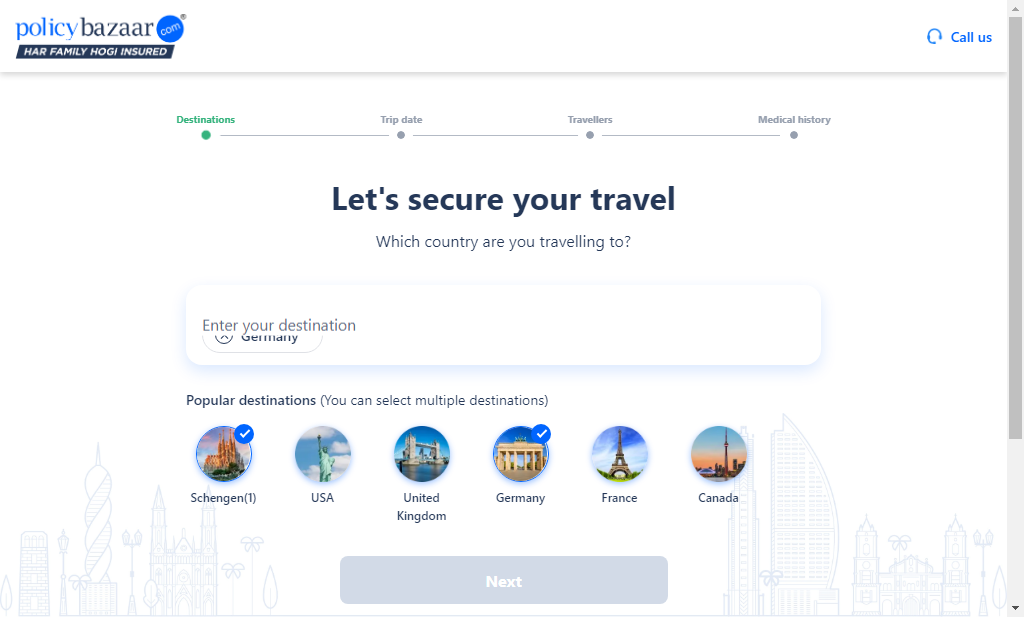 policybazaar.com
HAR FAMILY HOGI INSURED
Call us
Destinations
Trip date
Travellers
Medical history
Let's secure your travel
Which country are you travelling to?
Enter your destination
Germany
Popular destinations (You can select multiple destinations)
Schengen(1)
USA
United
Kingdom
Germany
France
Canada
Next